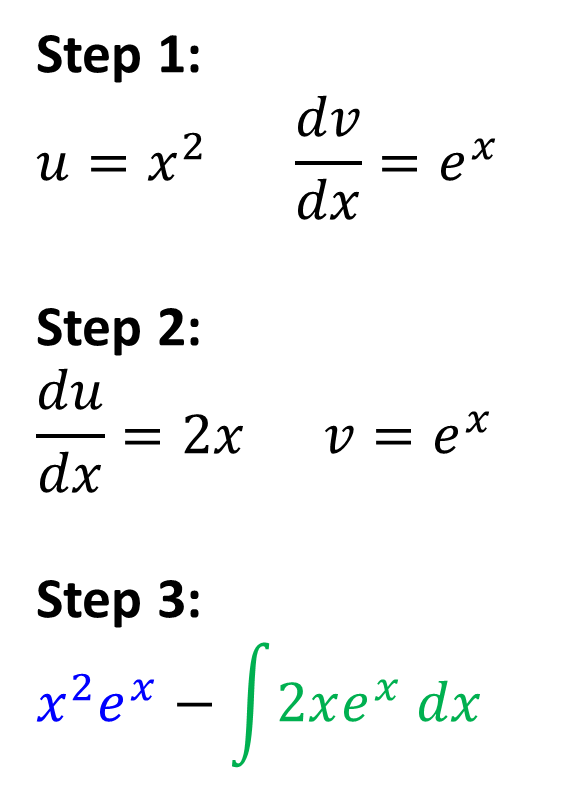 Step 1:
u = x² dv/dx = eˣ
Step 2:
du/dx = 2x v = eˣ
Step 3:
x²eˣ − ∫ 2xeˣ dx